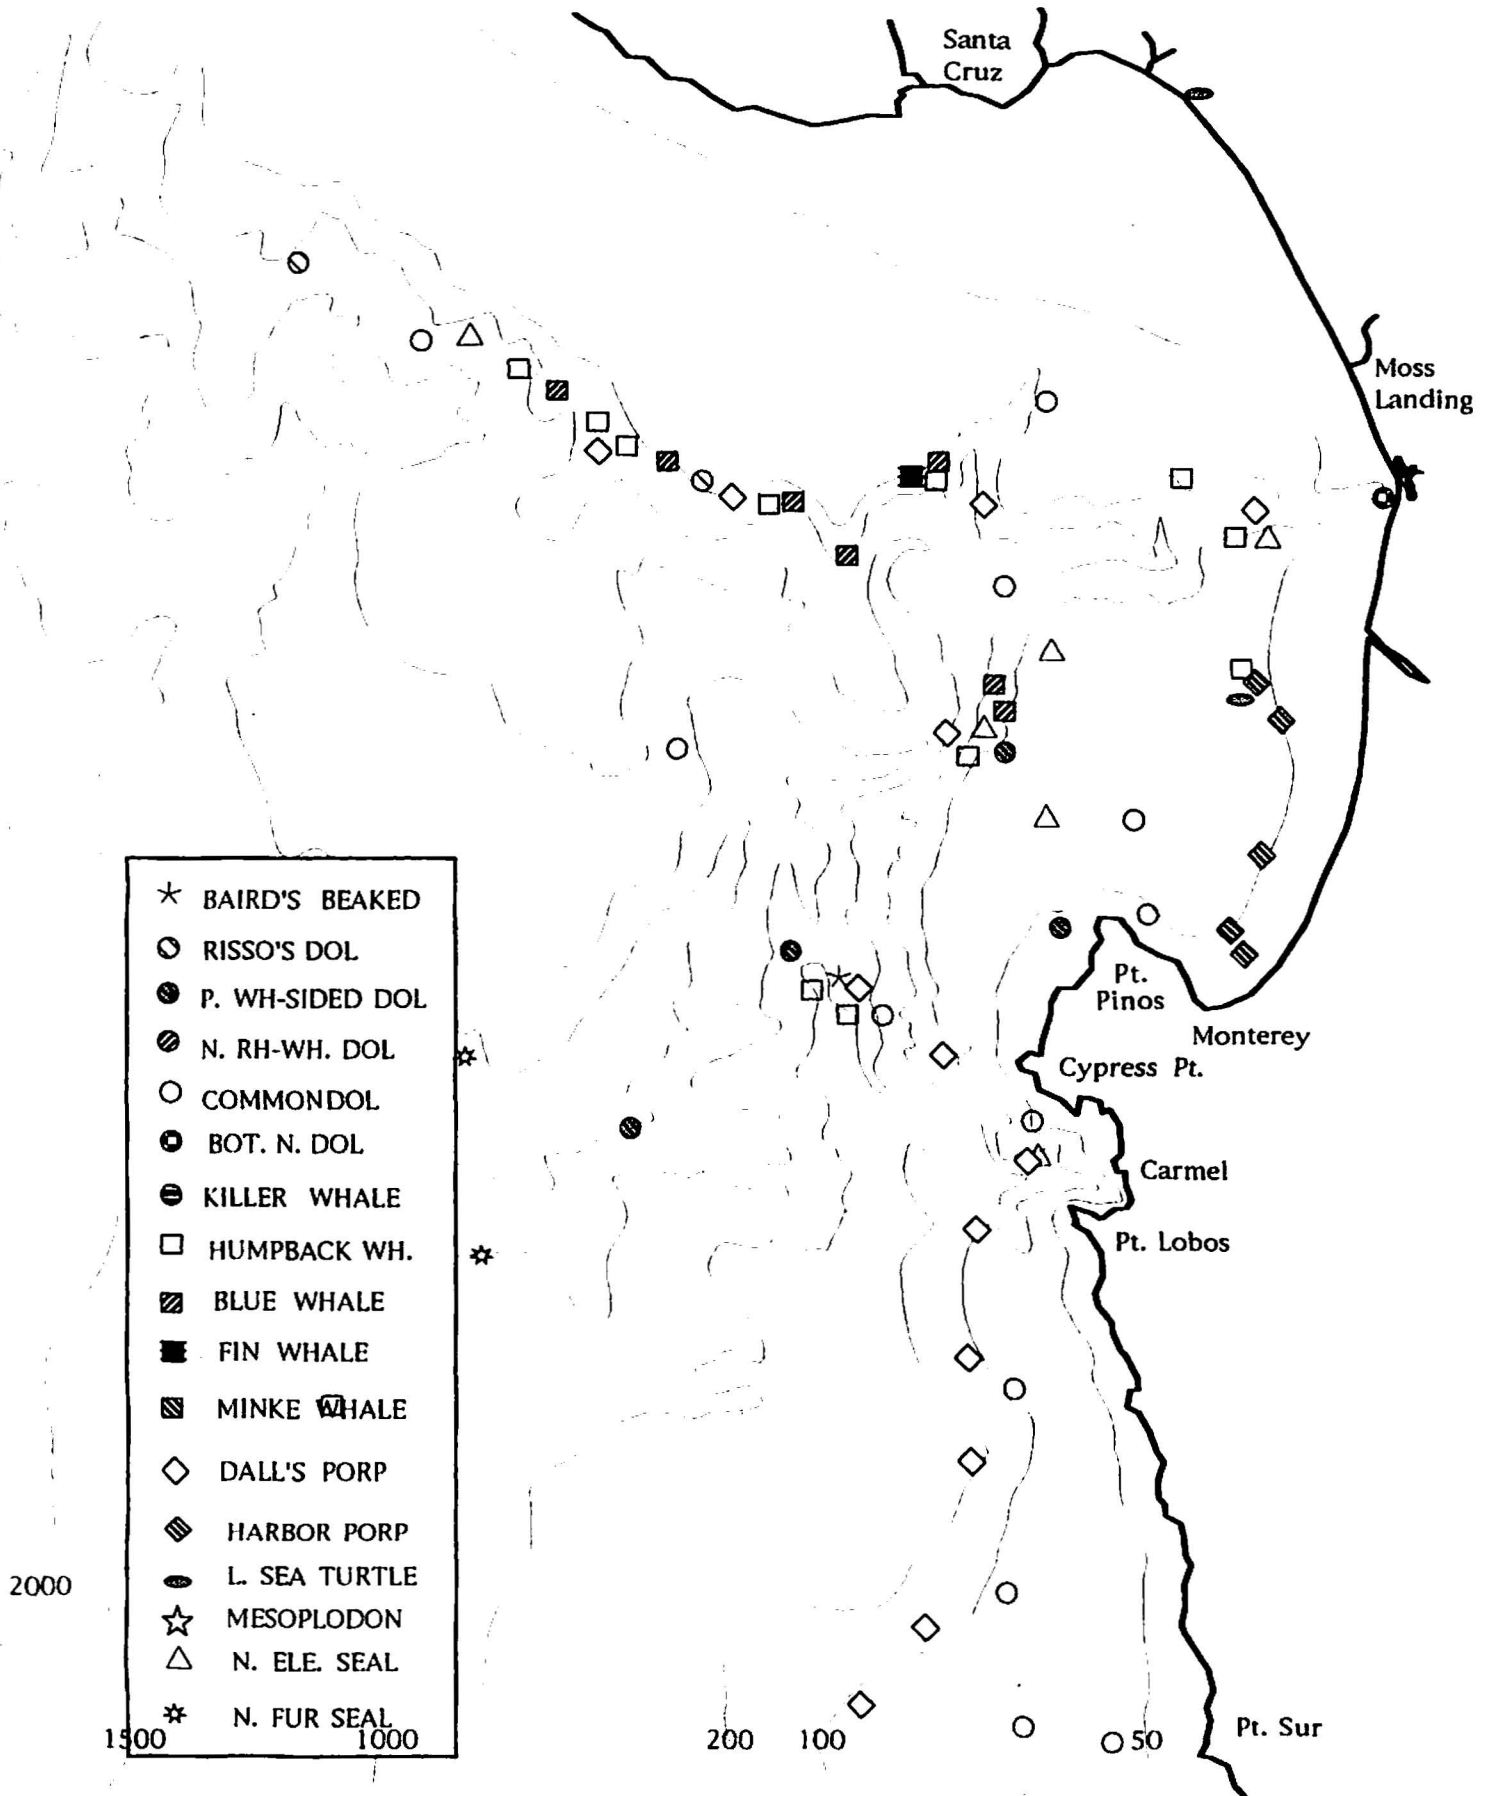 Santa
Cruz
Moss
Landing
Pt.
Pinos
Monterey
Cypress Pt.
Carmel
Pt. Lobos
Pt. Sur
BAIRD'S BEAKED
RISSO'S DOL
P. WH-SIDED DOL
N. RH-WH. DOL
COMMON DOL
BOT. N. DOL
KILLER WHALE
HUMPBACK WH.
BLUE WHALE
FIN WHALE
MINKE WHALE
DALL'S PORP
HARBOR PORP
L. SEA TURTLE
MESOPLODON
N. ELE. SEAL
N. FUR SEAL
2000
1500
1000
200
100
50